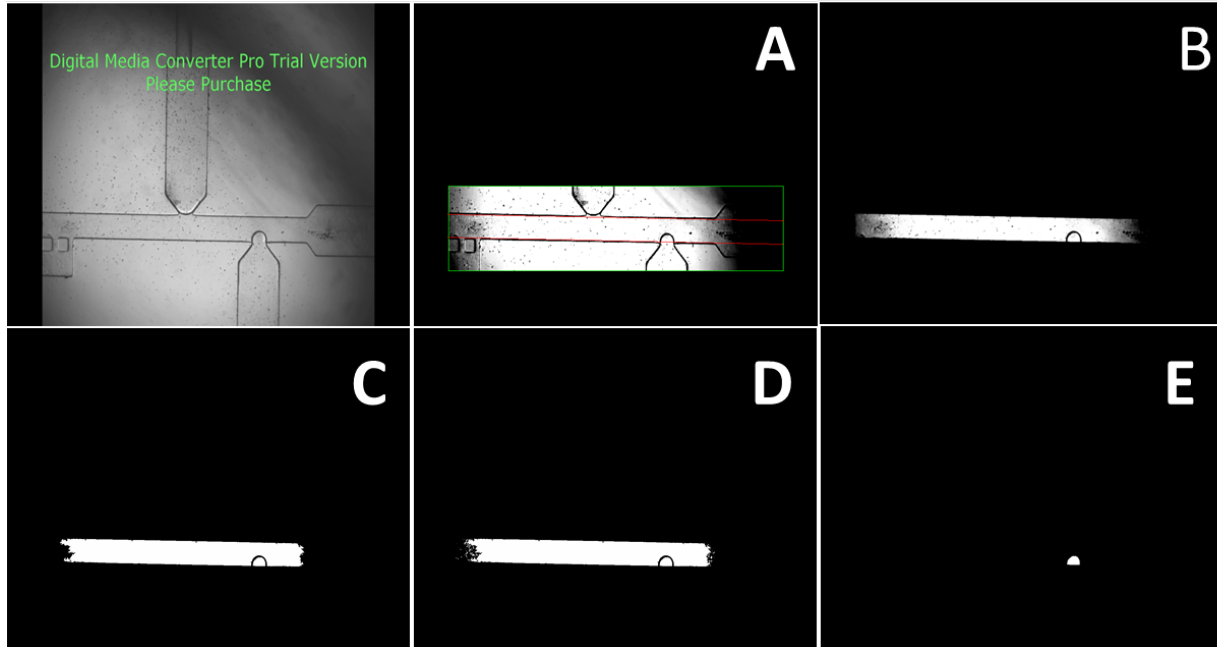 Digital Media Converter Pro Trial Version
Please Purchase
A
B
C
D
E